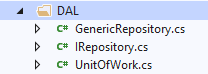 DAL
C# GenericRepository.cs
C# IRepository.cs
C# UnitOfWork.cs